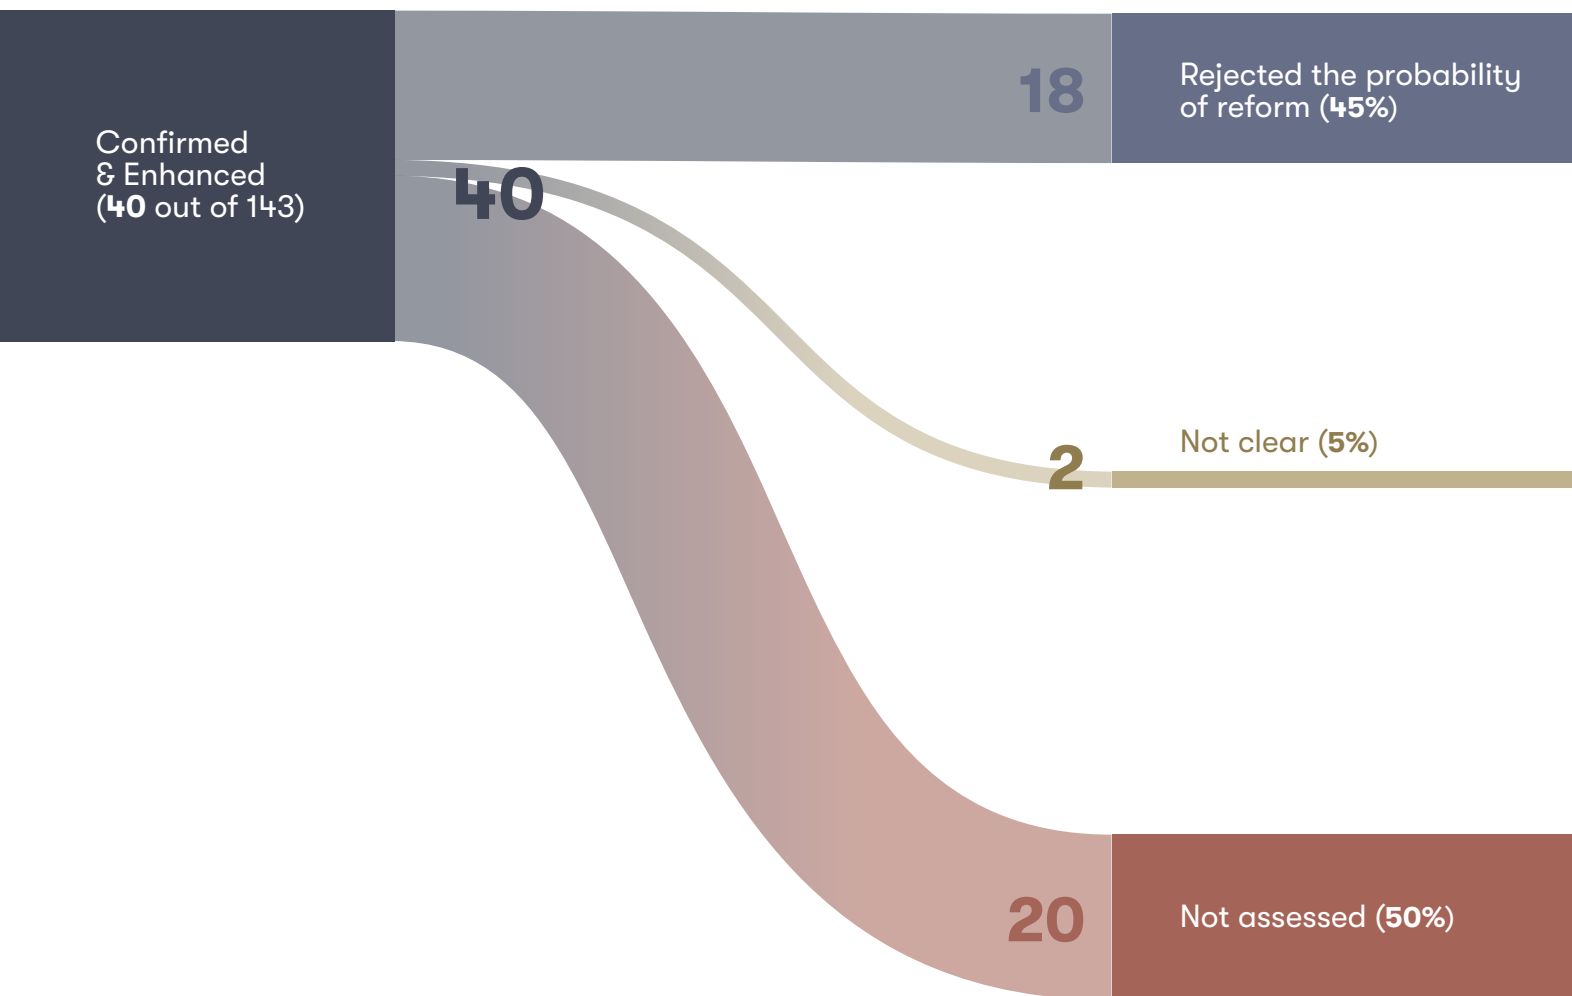 Confirmed
& Enhanced
(40 out of 143)
40
18
Rejected the probability
of reform (45%)
2
Not clear (5%)
20
Not assessed (50%)